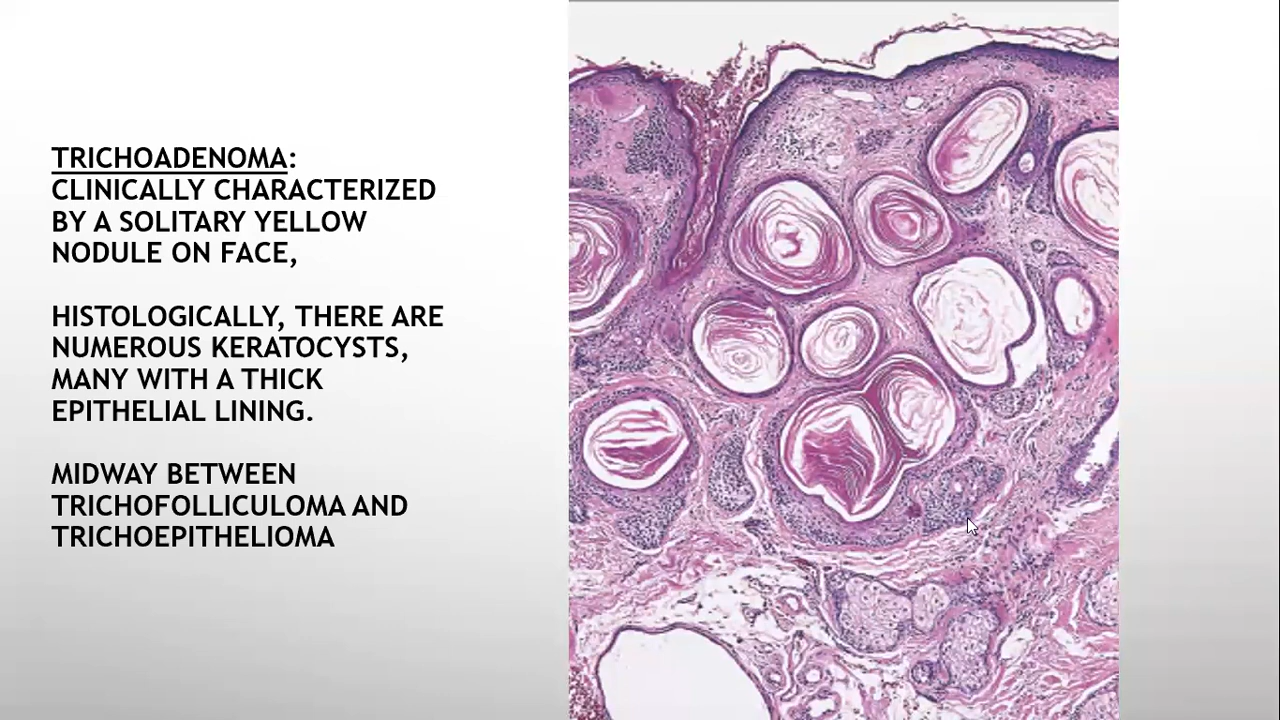 TRICHOADENOMA:
CLINICALLY CHARACTERIZED
BY A SOLITARY YELLOW
NODULE ON FACE,
HISTOLOGICALLY, THERE ARE
NUMEROUS KERATOCYSTS,
MANY WITH A THICK
EPITHELIAL LINING.
MIDWAY BETWEEN
TRICHOFOLLICULOMA AND
TRICHOEPITHELIOMA